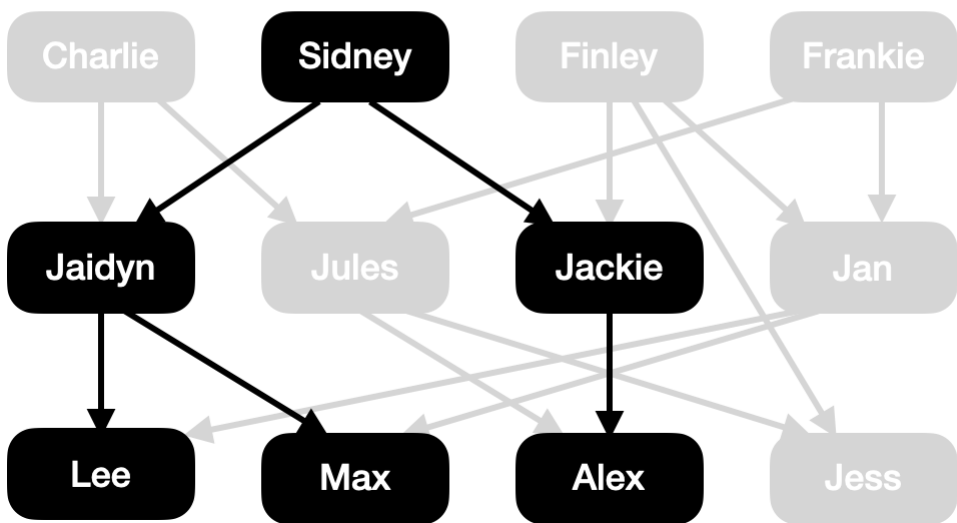 Charlie
Sidney
Finley
Frankie
Jaidyn
Jules
Jackie
Jan
Lee
Max
Alex
Jess